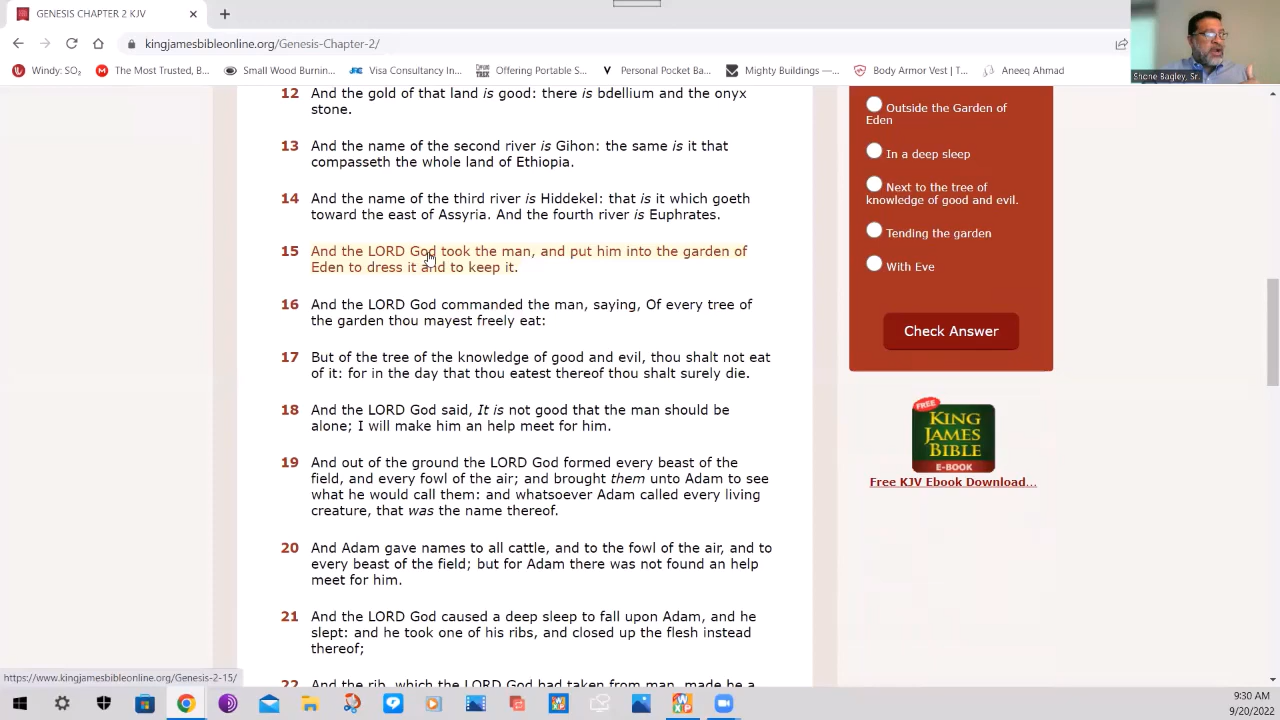 GENESIS CHAPTER 2 KJV
kingjamesbibleonline.org/Genesis-Chapter-2/
Windy: SO₂
The Most Trusted, B...
Small Wood Burnin...
Visa Consultancy In...
Offering Portable S...
Personal Pocket Ba...
Mighty Buildings —...
Body Armor Vest | T...
Aneeq Ahmad
Shone Bagley, Sr.
12 And the gold of that land is good: there is bdellium and the onyx
stone.
13 And the name of the second river is Gihon: the same is it that
compasseth the whole land of Ethiopia.
14 And the name of the third river is Hiddekel: that is it which goeth
toward the east of Assyria. And the fourth river is Euphrates.
15 And the LORD God took the man, and put him into the garden of
Eden to dress it and to keep it.
16 And the LORD God commanded the man, saying, Of every tree of
the garden thou mayest freely eat:
17 But of the tree of the knowledge of good and evil, thou shalt not eat
of it: for in the day that thou eatest thereof thou shalt surely die.
18 And the LORD God said, It is not good that the man should be
alone; I will make him an help meet for him.
19 And out of the ground the LORD God formed every beast of the
field, and every fowl of the air; and brought them unto Adam to see
what he would call them: and whatsoever Adam called every living
creature, that was the name thereof.
20 And Adam gave names to all cattle, and to the fowl of the air, and to
every beast of the field; but for Adam there was not found an help
meet for him.
21 And the LORD God caused a deep sleep to fall upon Adam, and he
slept: and he took one of his ribs, and closed up the flesh instead
thereof;
22 And the rib, which the LORD God had taken from man, made he a
Outside the Garden of
Eden
In a deep sleep
Next to the tree of
knowledge of good and evil.
Tending the garden
With Eve
Check Answer
FREE
KING
JAMES
BIBLE
E-BOOK
Free KJV Ebook Download...
https://www.kingjamesbibleonline.org/Genesis-2-15/
9:30 AM
9/20/2022